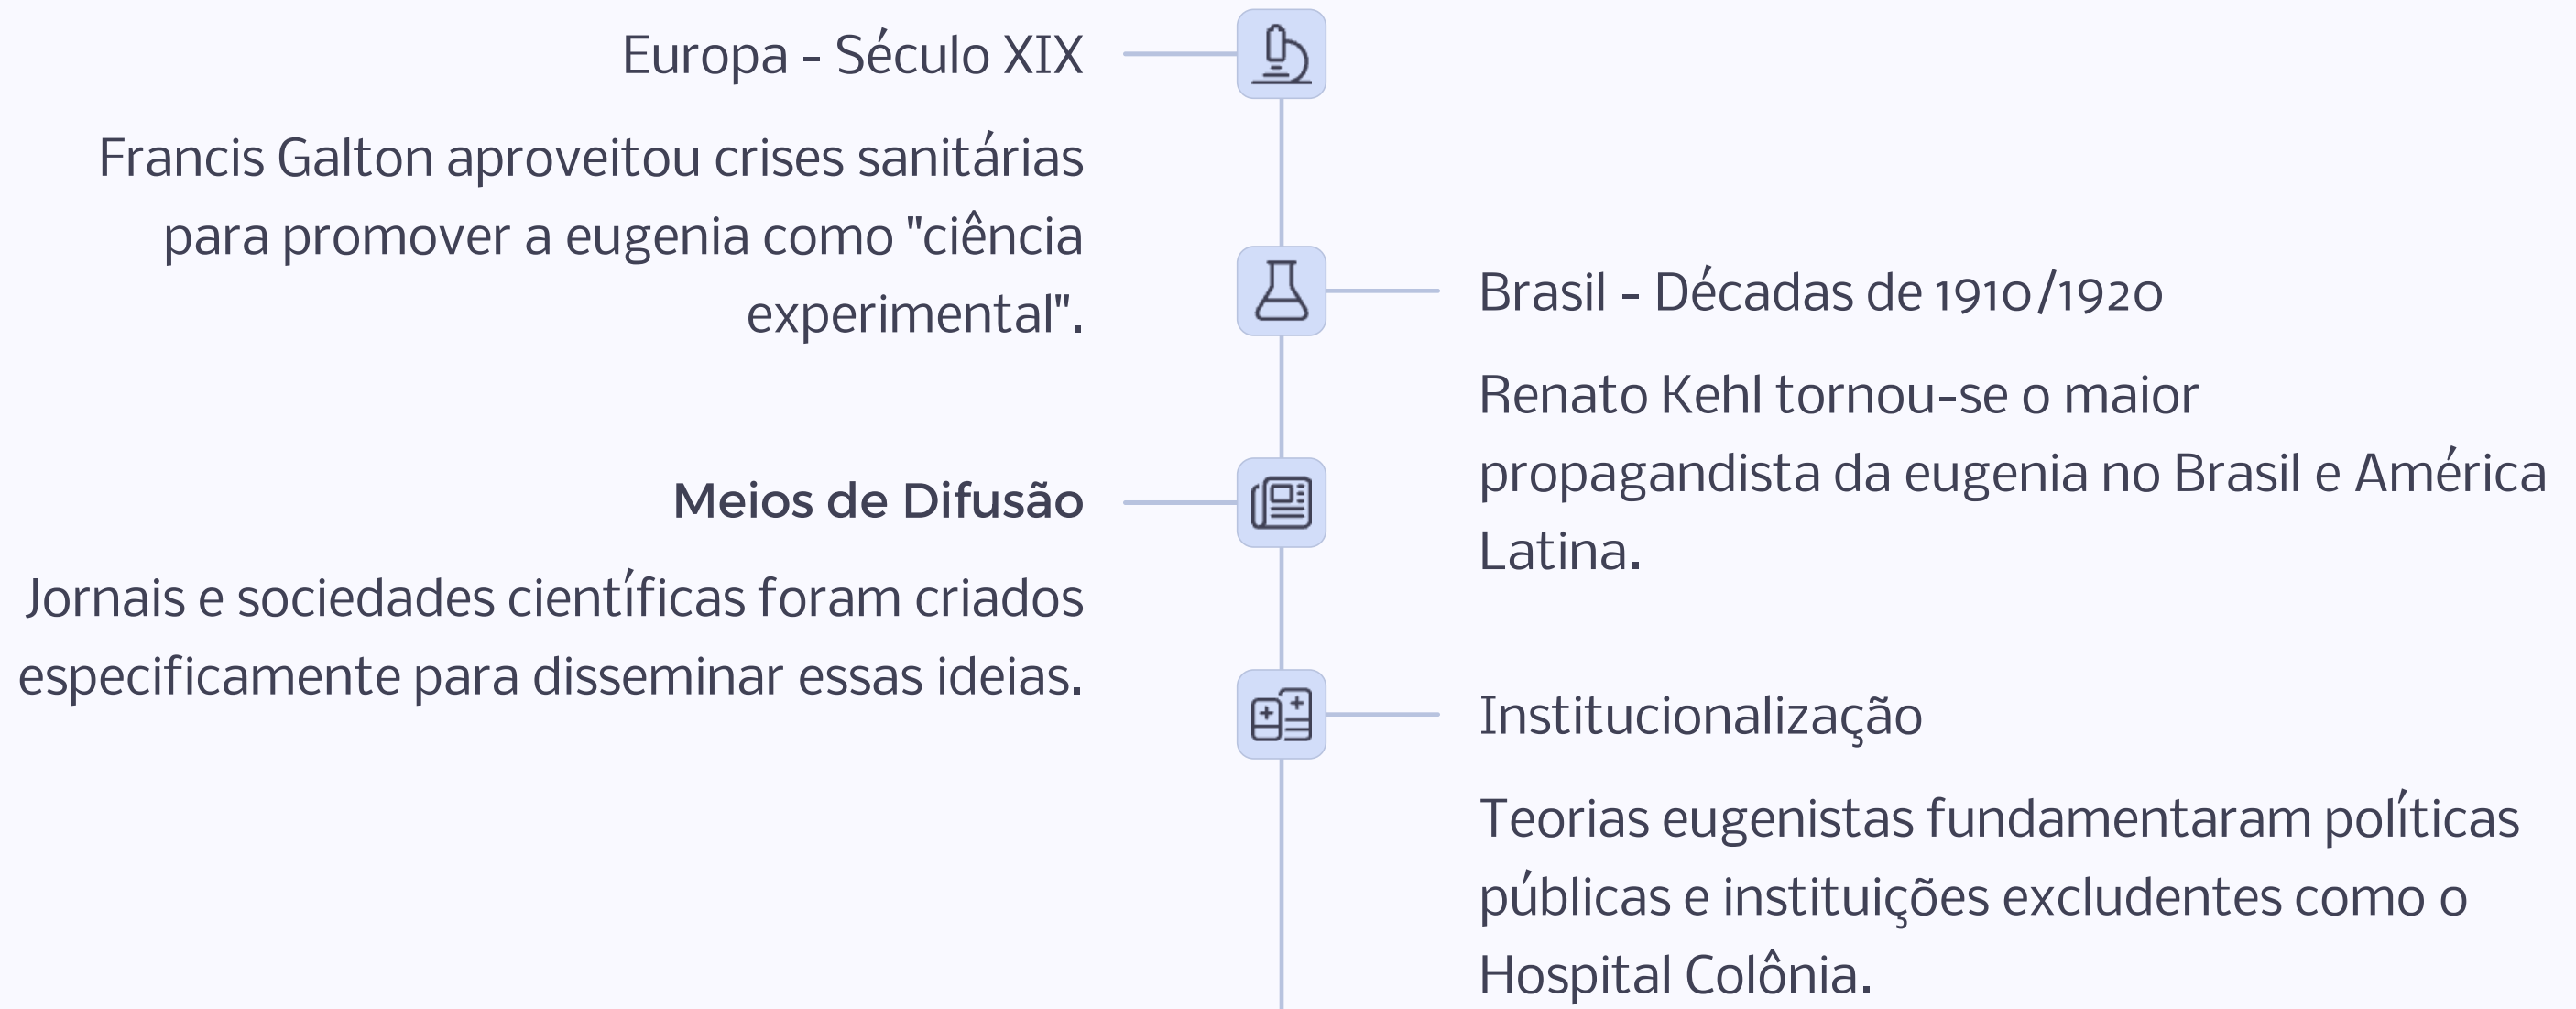 Europa - Século XIX
Francis Galton aproveitou crises sanitárias
para promover a eugenia como "ciência
experimental".
Brasil - Décadas de 1910/1920
Renato Kehl tornou-se o maior
propagandista da eugenia no Brasil e América
Latina.
Meios de Difusão
Jornais e sociedades científicas foram criados
especificamente para disseminar essas ideias.
Institucionalização
Teorias eugenistas fundamentaram políticas
públicas e instituições excludentes como o
Hospital Colônia.